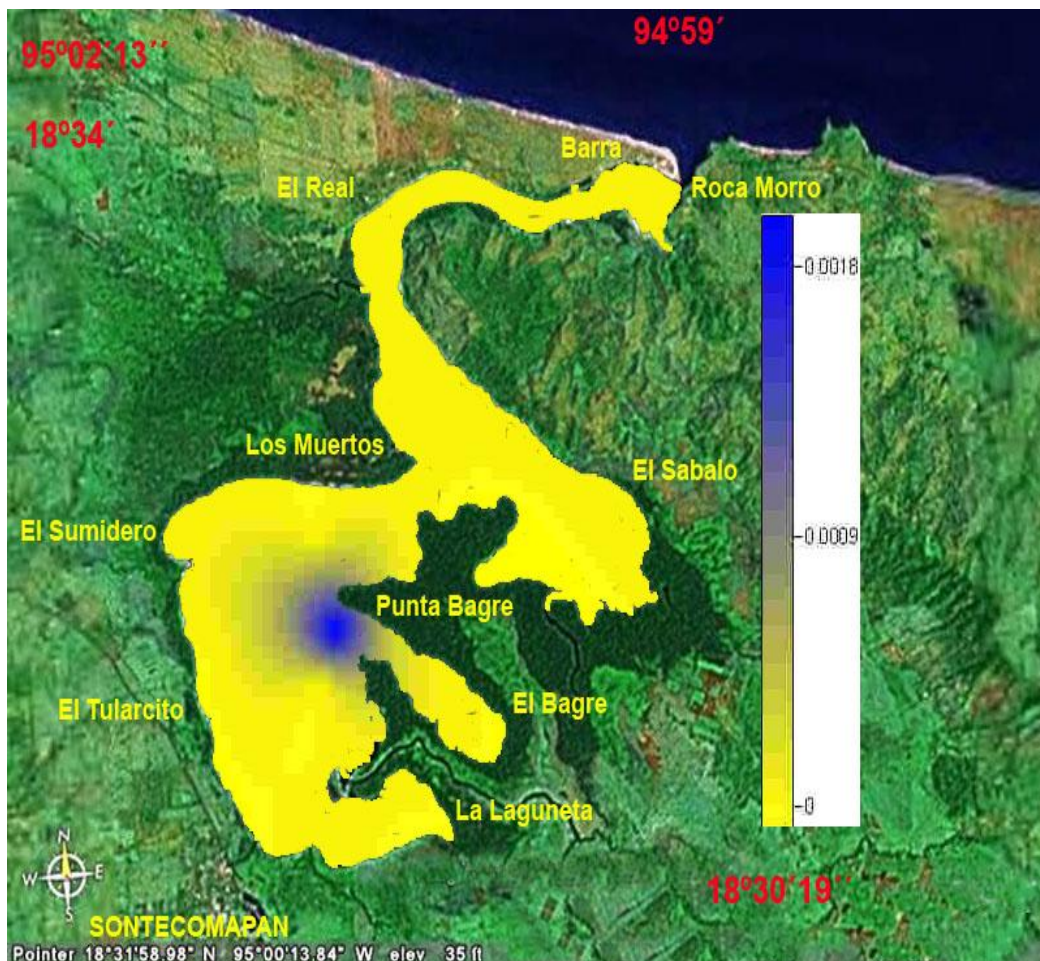 94º59´
95º02´13´´
18º34´
Barra
El Real
Roca Morro
0.0018
Los Muertos
El Sabalo
El Sumidero
0.0009
Punta Bagre
El Tularcito
El Bagre
0
La Laguneta
N
W E
S
18º30´19´´
SONTECOMAPAN
Pointer 18°31'58.98" N 95°00'13.84" W elev 35 ft